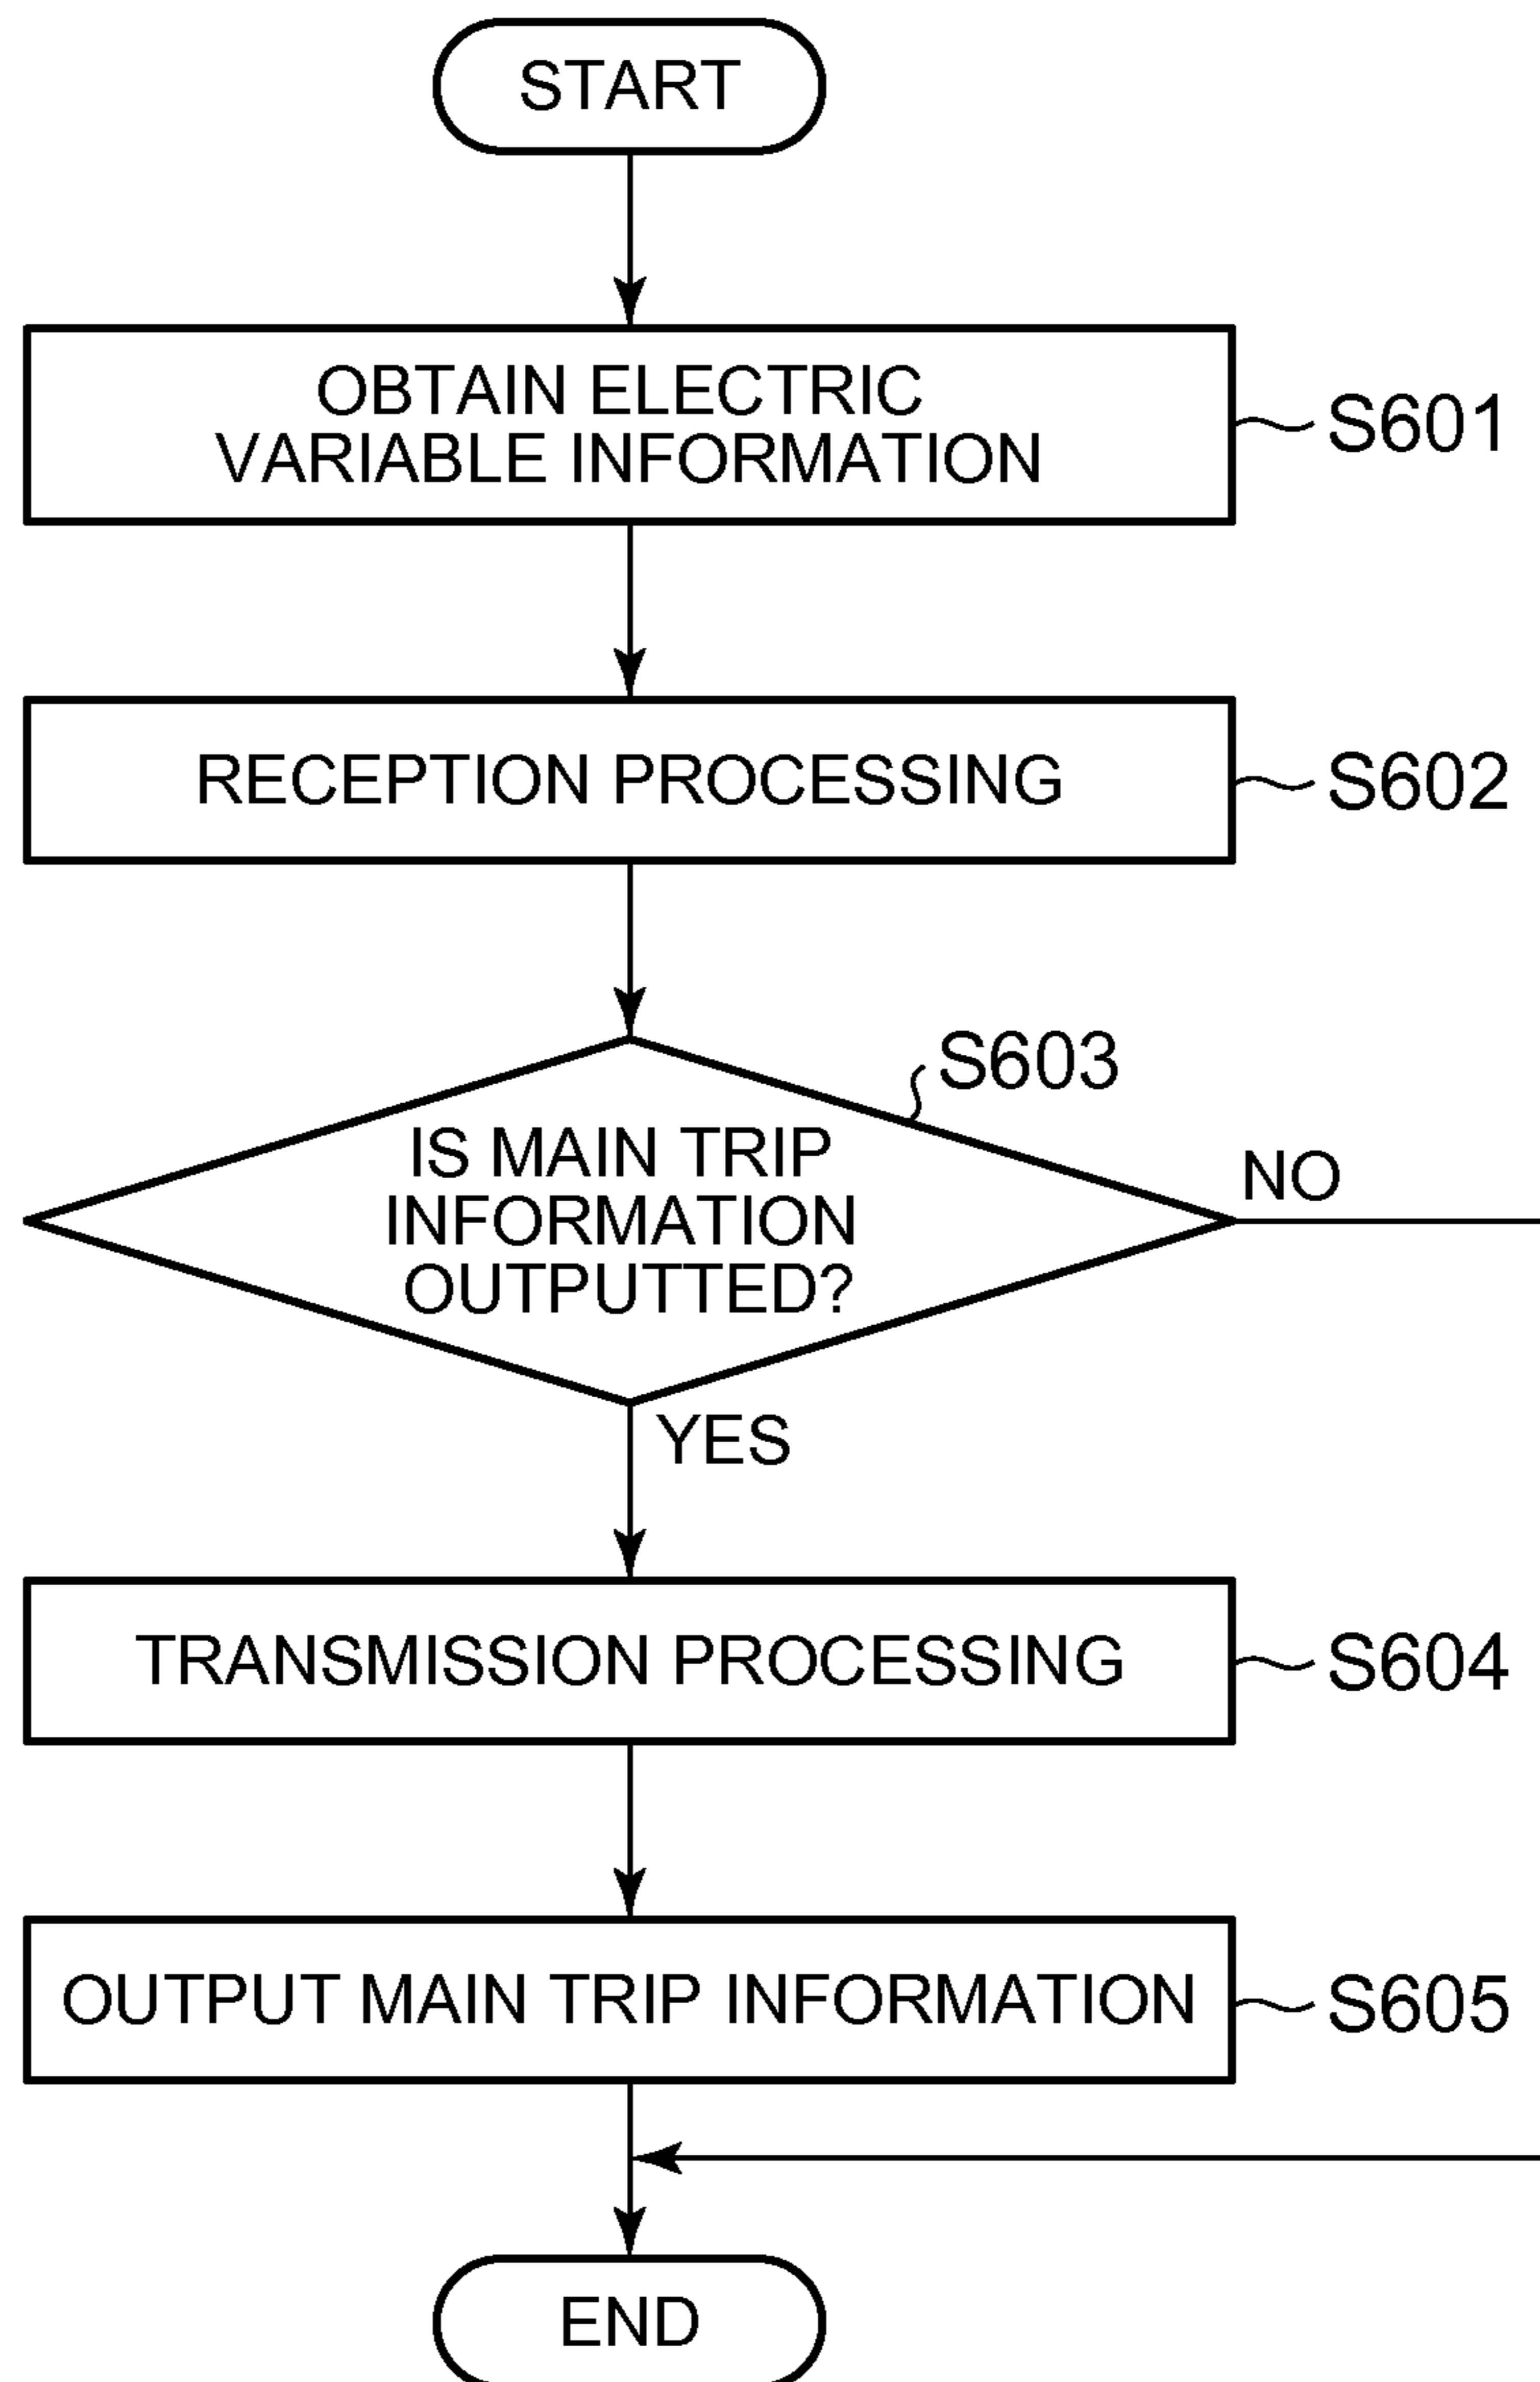 START
OBTAIN ELECTRIC
VARIABLE INFORMATION
S601
RECEPTION PROCESSING
S602
S603
IS MAIN TRIP
INFORMATION
OUTPUTTED?
NO
YES
TRANSMISSION PROCESSING
S604
OUTPUT MAIN TRIP INFORMATION
S605
END